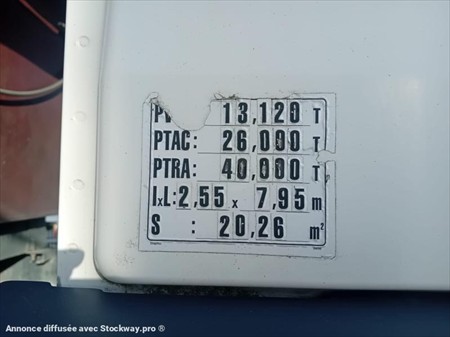 13,120 T
PTAC: 26,000 T
PTRA: 40,000 T
lxL: 2,55 x 7,95 m
S : 20,26 m²
Annonce diffusée avec Stockway.pro ®